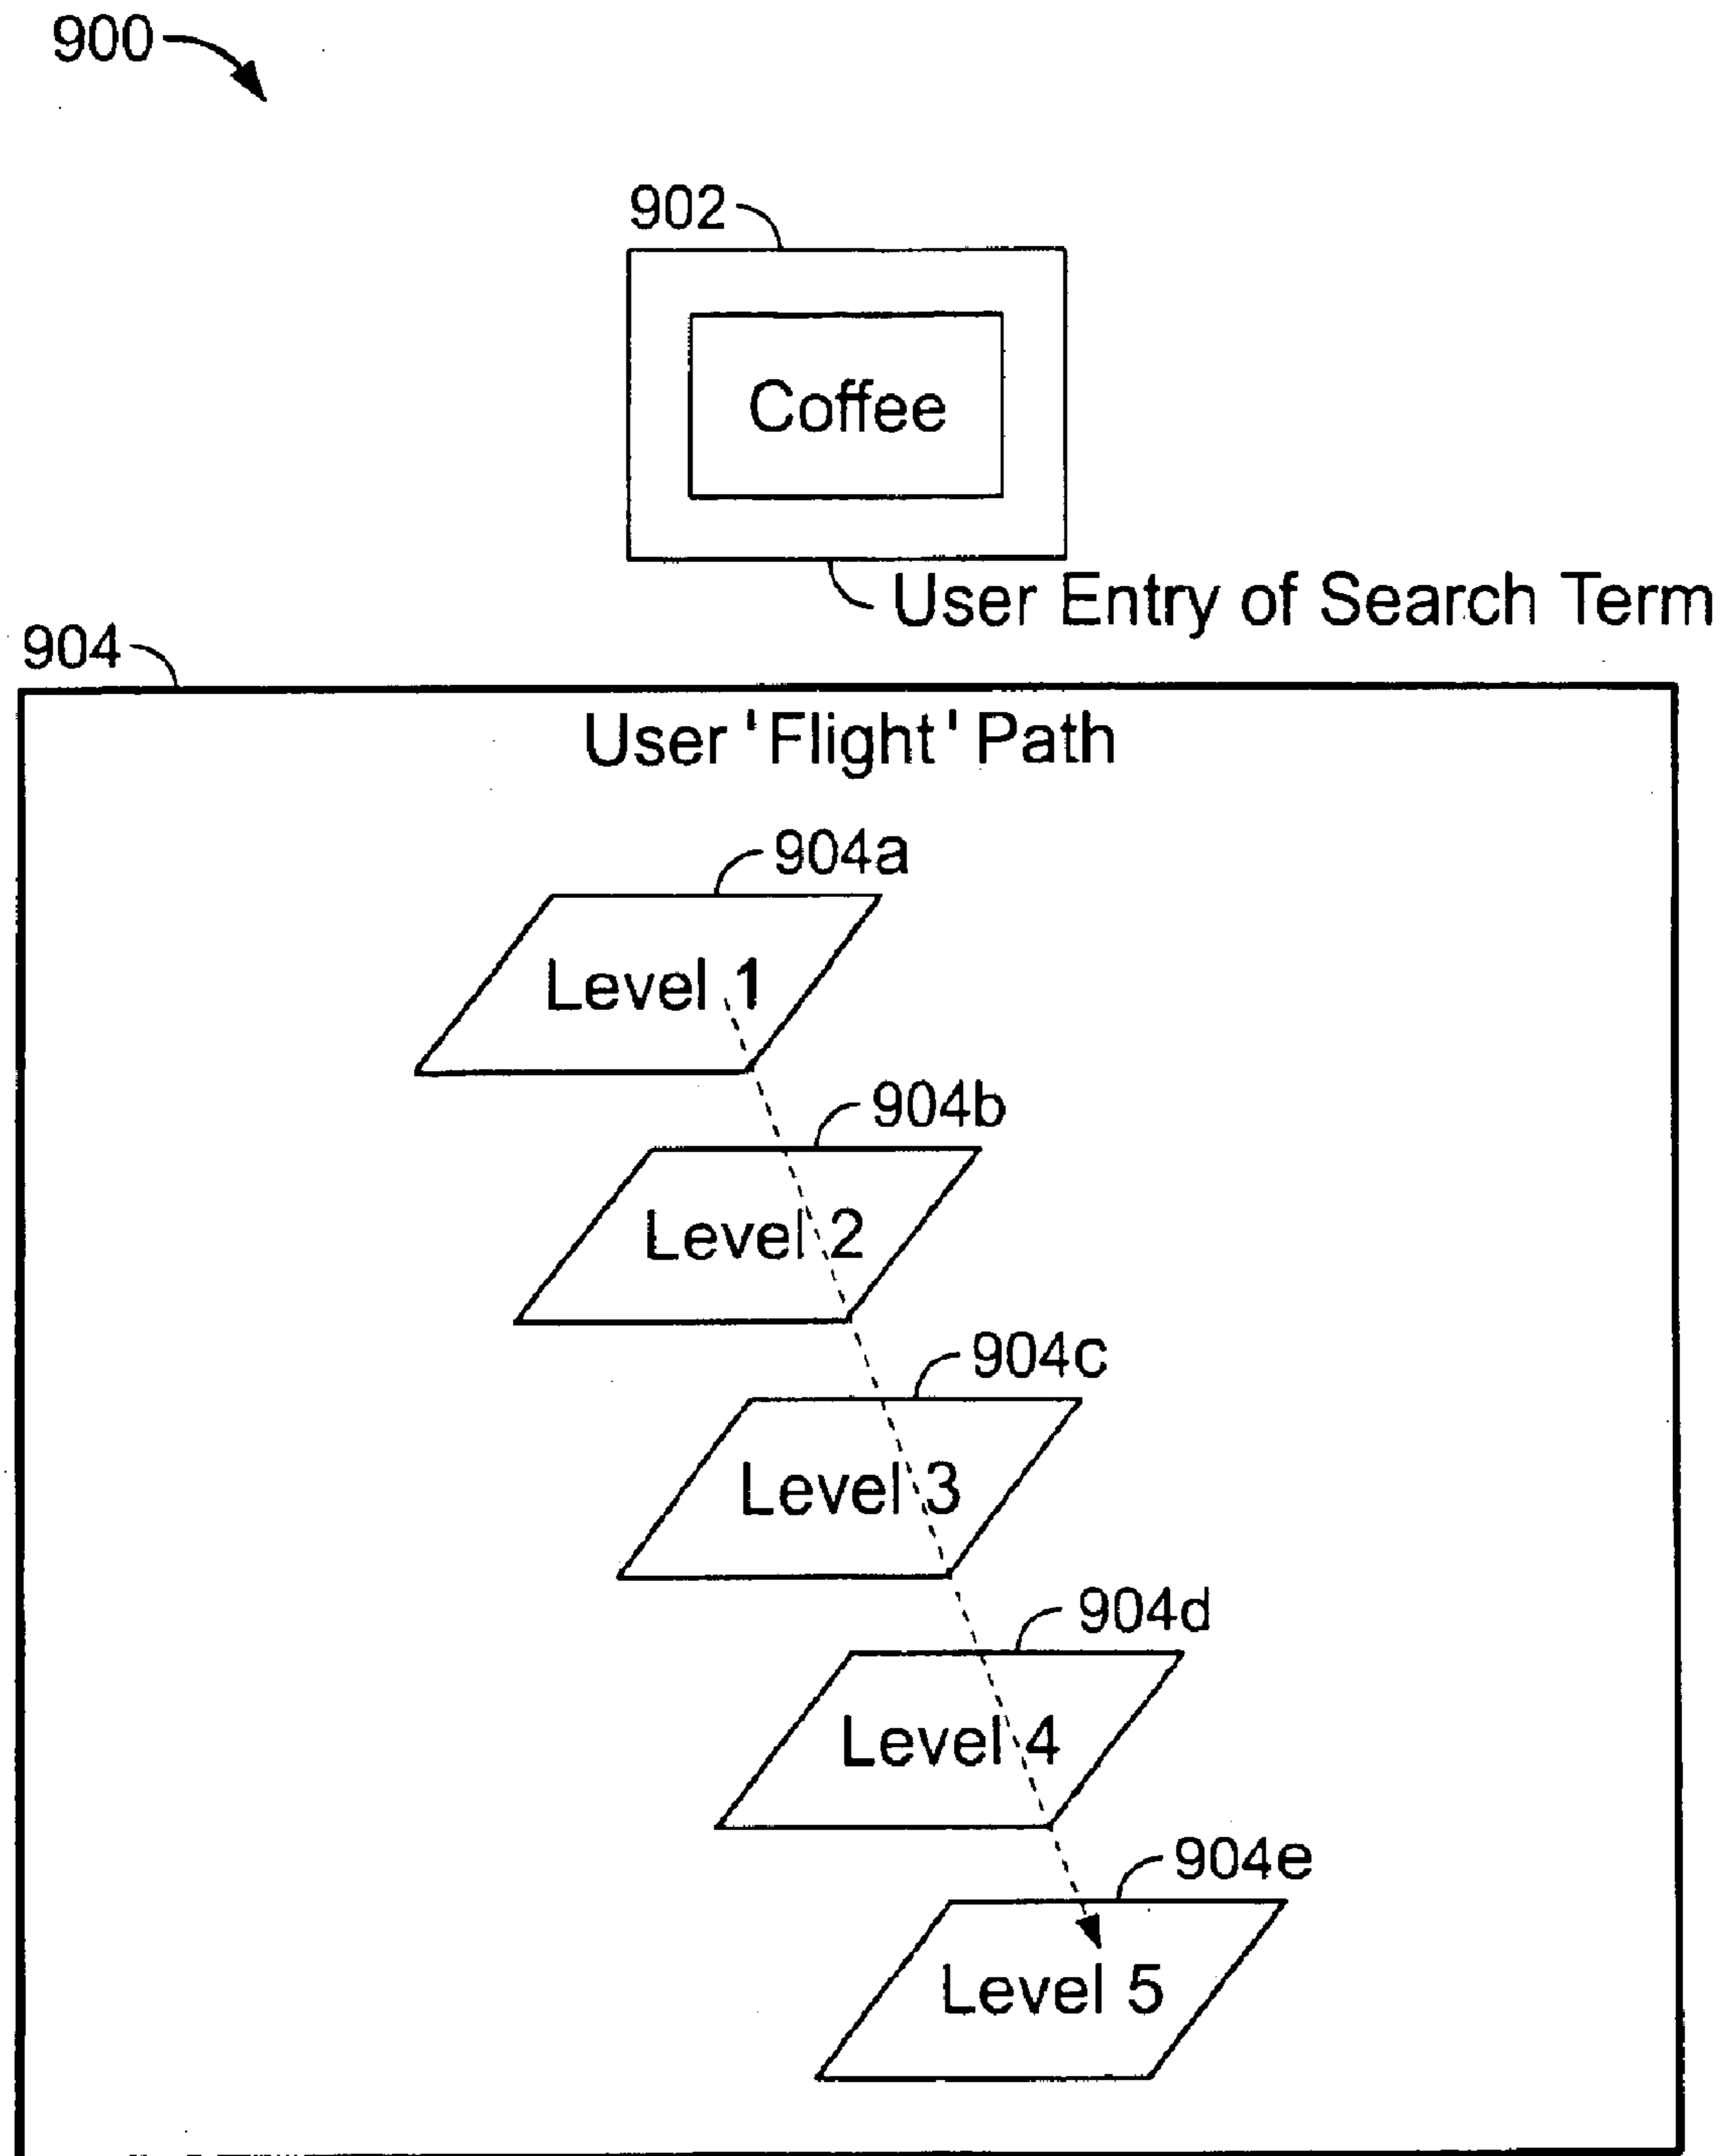 900
902
Coffee
User Entry of Search Term
904
User 'Flight' Path
904a
Level 1
904b
Level 2
904c
Level 3
904d
Level 4
904e
Level 5